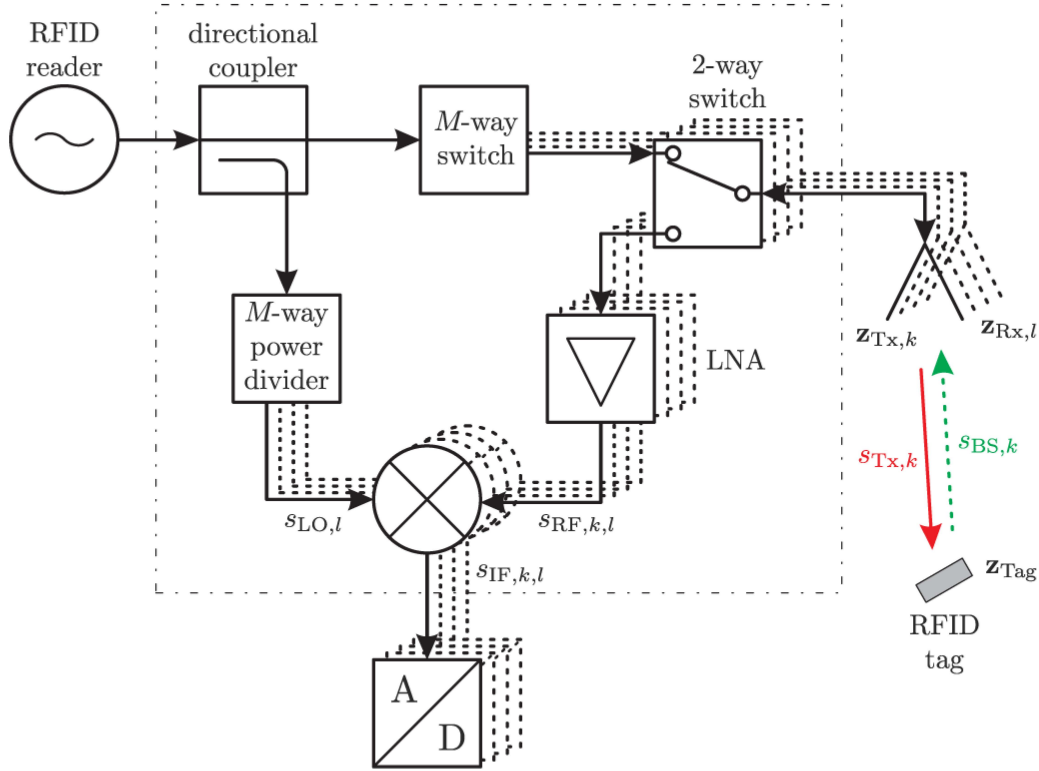 RFID
reader
directional
coupler
M-way
switch
2-way
switch
M-way
power
divider
LNA
z_Tx,k
z_Rx,l
s_Tx,k
s_BS,k
s_LO,l
s_RF,k,l
s_IF,k,l
z_Tag
RFID
tag
A
D